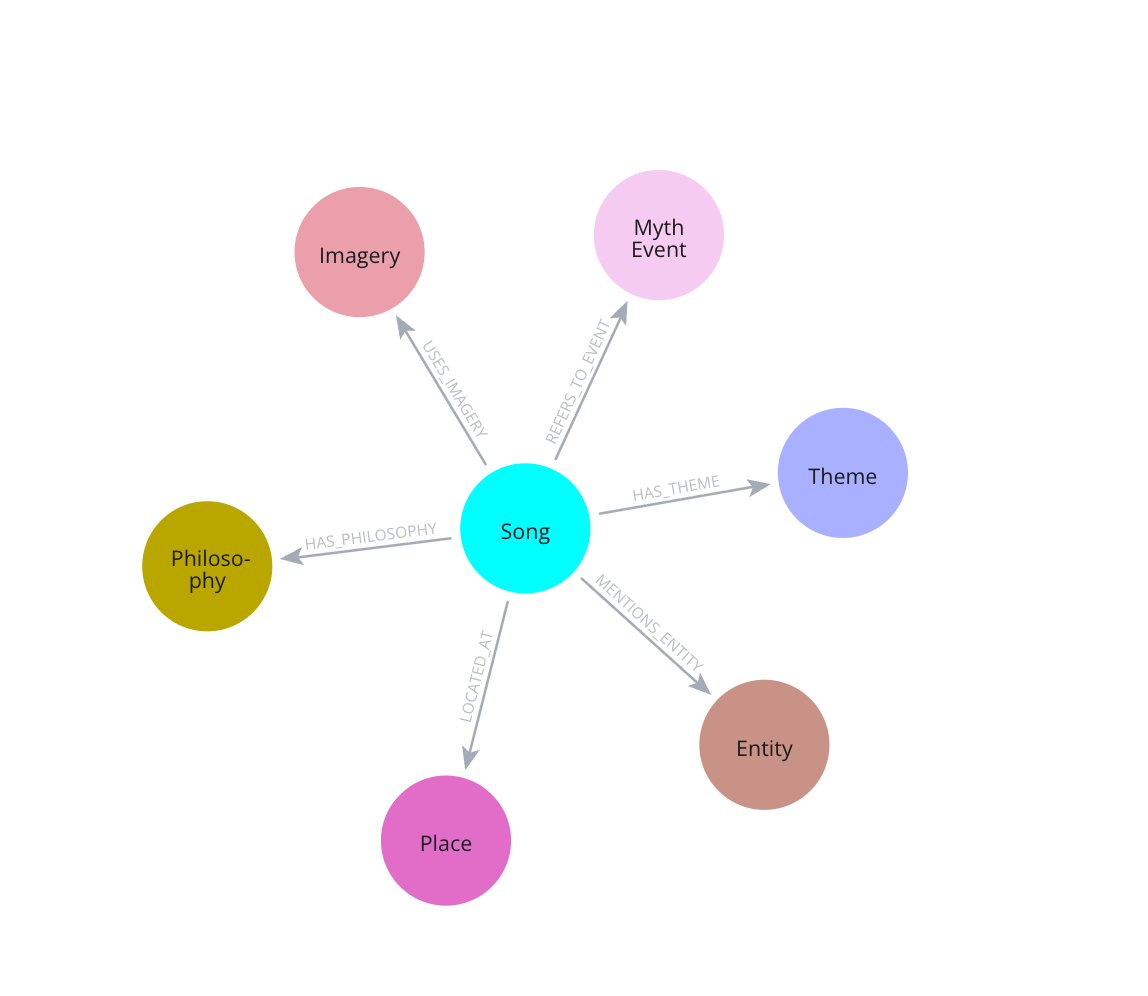 Myth
Event
Imagery
USES_IMAGERY
REFERS_TO_EVENT
HAS_THEME
Theme
Song
HAS_PHILOSOPHY
Philoso-
phy
MENTIONS_ENTITY
LOCATED_AT
Entity
Place